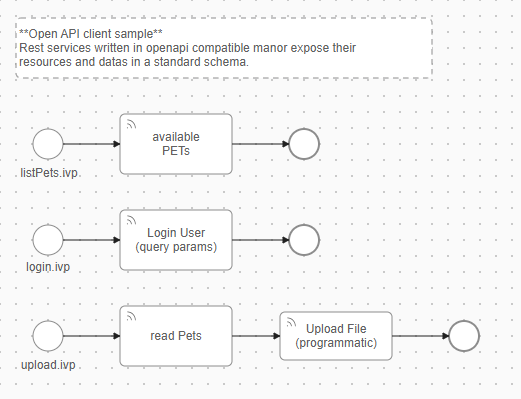 **Open API client sample**
Rest services written in openapi compatible manor expose their
resources and datas in a standard schema.
available
PETs
listPets.ivp
Login User
(query params)
login.ivp
read Pets
Upload File
(programmatic)
upload.ivp